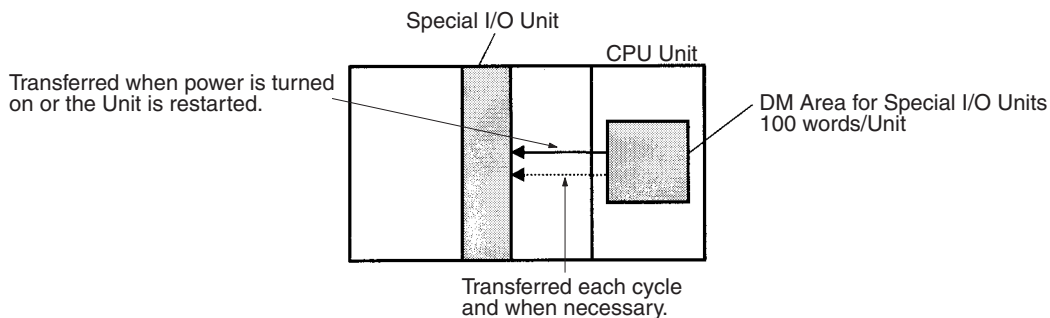 Special I/O Unit
CPU Unit
Transferred when power is turned
on or the Unit is restarted.
DM Area for Special I/O Units
100 words/Unit
Transferred each cycle
and when necessary.